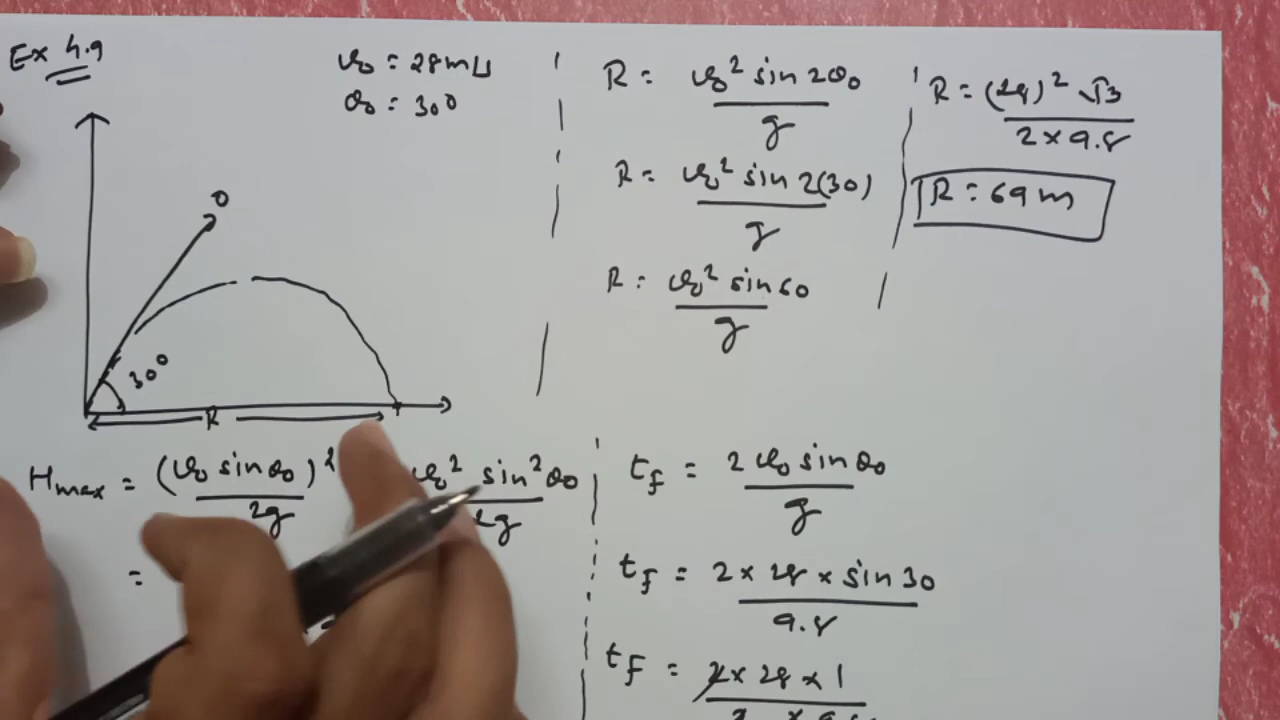 Ex 4.9
v₀ = 28 m/s
θ₀ = 30°
30°
R
R = v₀² sin 2θ₀ / g
R = v₀² sin 2(30) / g
R = v₀² sin 60 / g
R = (28)² √3 / 2 × 9.8
R = 69 m
Hmax = (v₀ sin θ₀)² / 2g
v₀² sin² θ₀ / 2g
=
t_f = 2 v₀ sin θ₀ / g
t_f = 2 × 28 × sin 30 / 9.8
t_f = 2 × 28 × 1